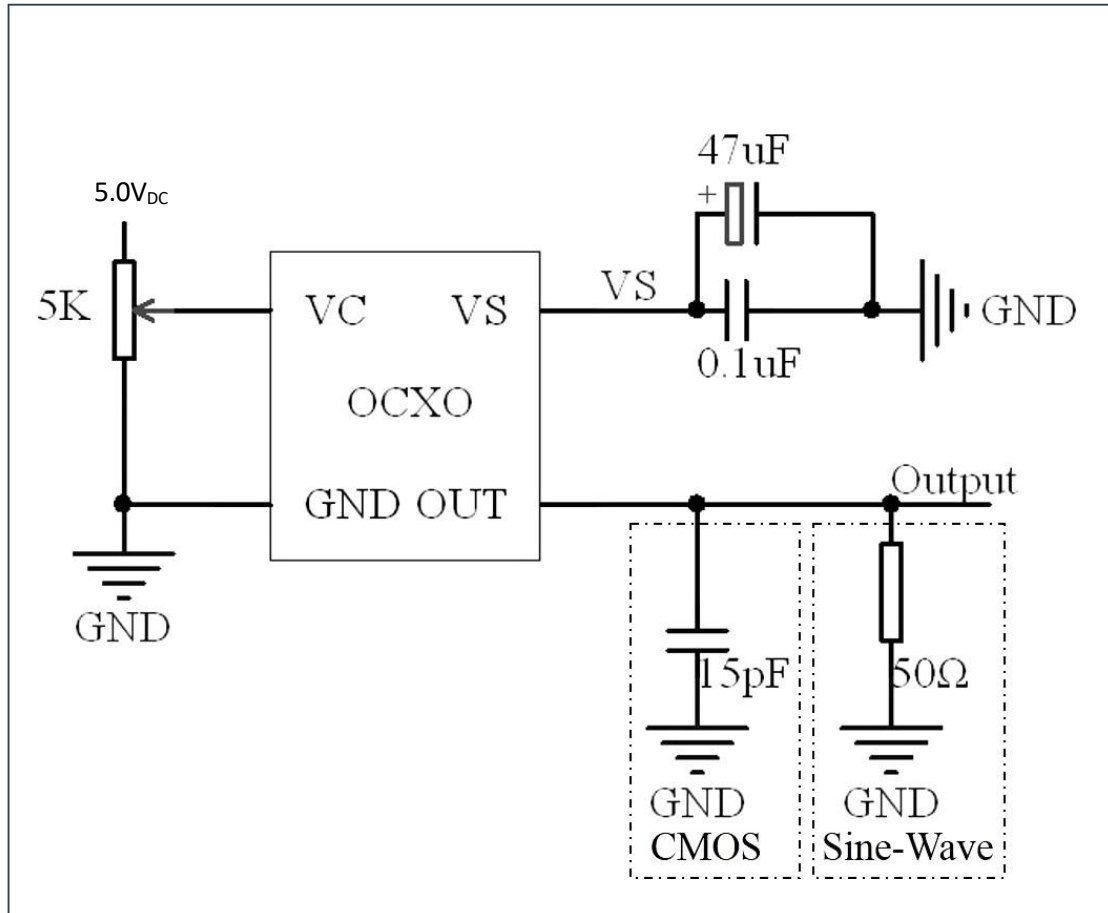 47uF
+
5.0VDC
5K
VC VS
VS
GND
0.1uF
OCXO
GND OUT
Output
GND
15pF
50Ω
GND
GND
CMOS
Sine-Wave